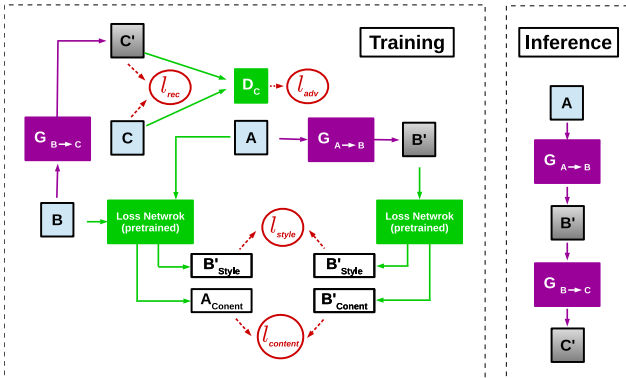 Training
Inference
C'
l rec
D C
l adv
C
A
G B→C
G A→B
B'
B
Loss Netwrok
(pretrained)
Loss Netwrok
(pretrained)
l style
B' Style
B' Style
A Conent
B' Conent
l content
A
G A→B
B'
G B→C
C'